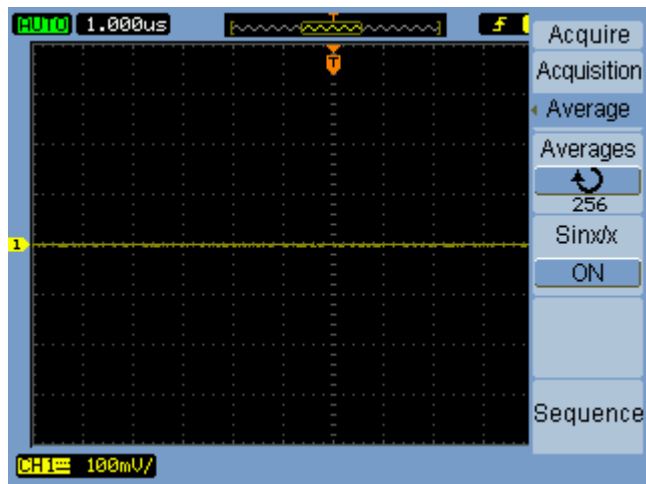 AUTO 1.000us
T
1
CH1 100mV/
Acquire
Acquisition
Average
Averages
256
Sinx/x
ON
Sequence